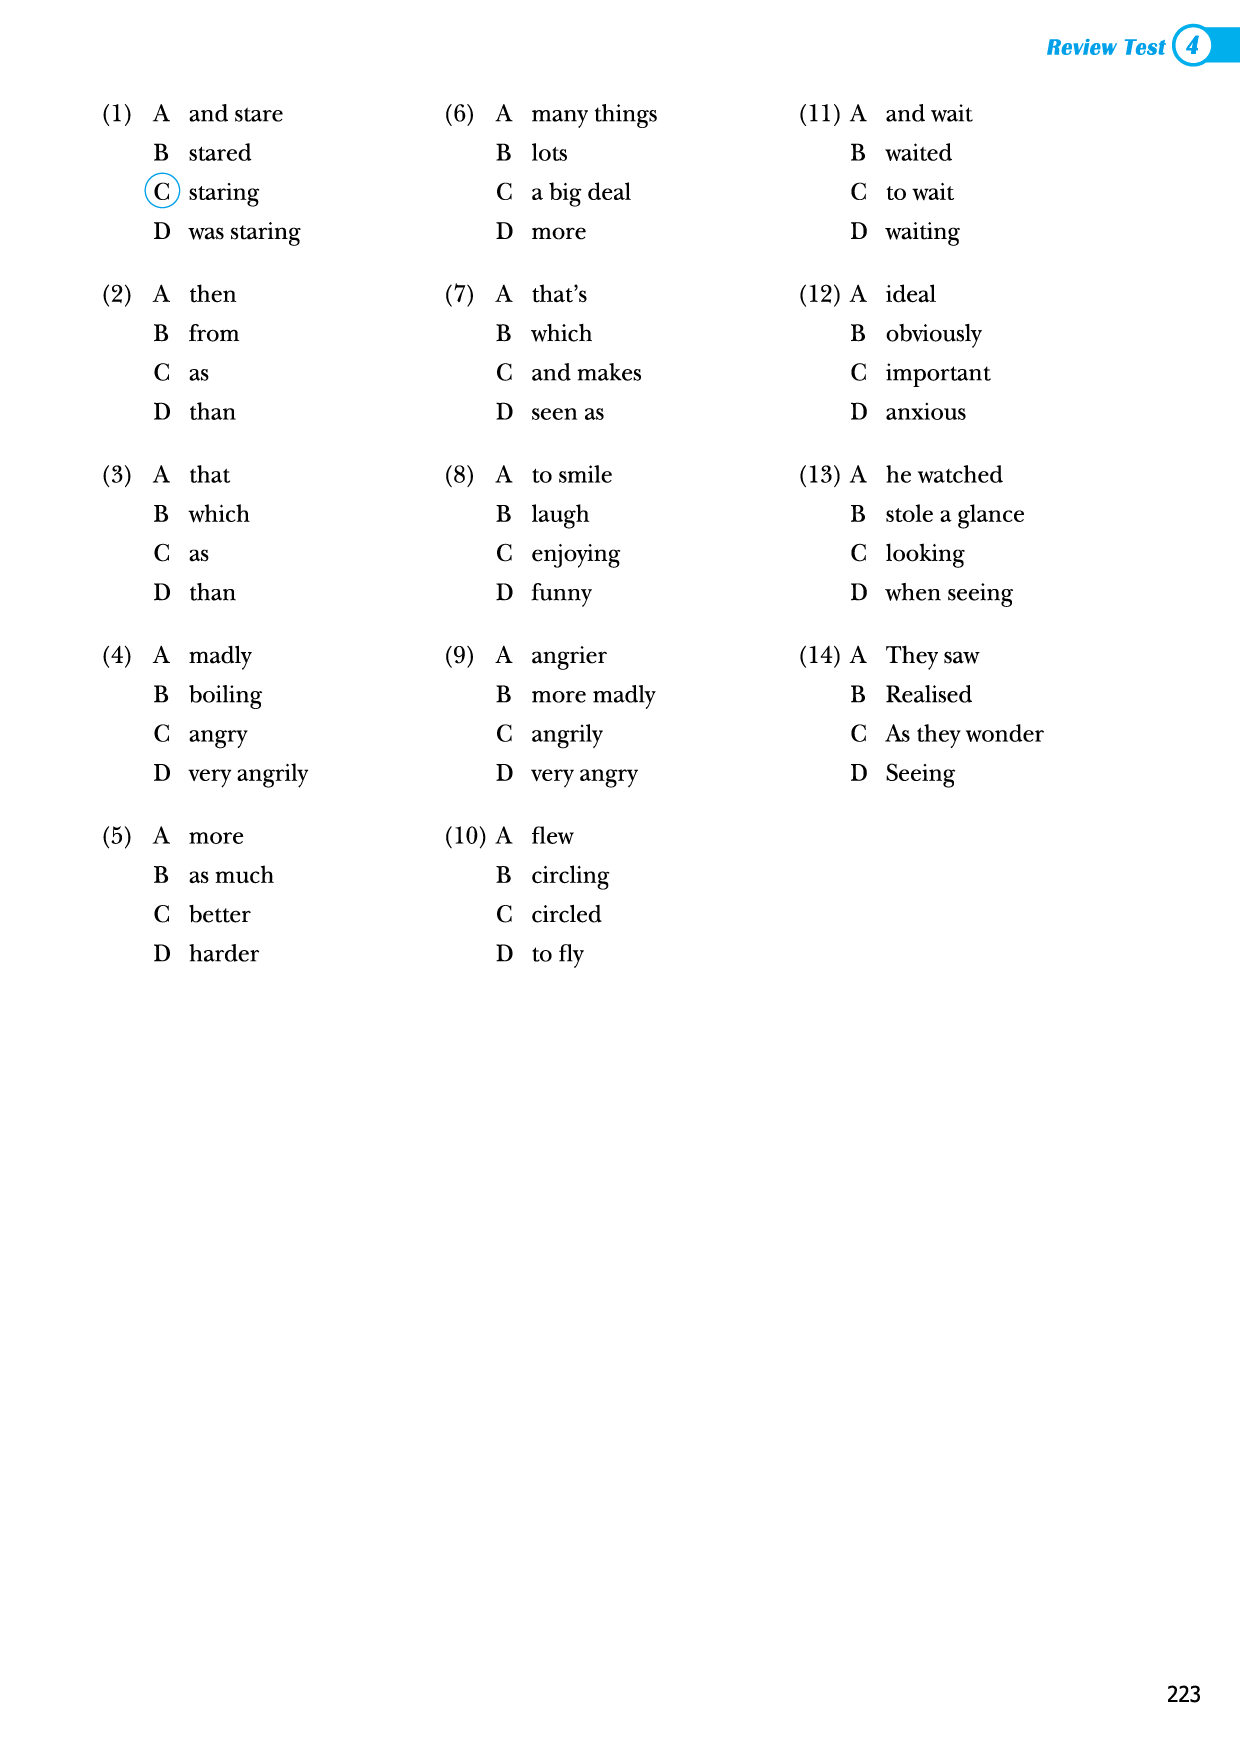 Review Test 4
(1) A and stare
B stared
C staring
D was staring
(2) A then
B from
C as
D than
(3) A that
B which
C as
D than
(4) A madly
B boiling
C angry
D very angrily
(5) A more
B as much
C better
D harder
(6) A many things
B lots
C a big deal
D more
(7) A that’s
B which
C and makes
D seen as
(8) A to smile
B laugh
C enjoying
D funny
(9) A angrier
B more madly
C angrily
D very angry
(10) A flew
B circling
C circled
D to fly
(11) A and wait
B waited
C to wait
D waiting
(12) A ideal
B obviously
C important
D anxious
(13) A he watched
B stole a glance
C looking
D when seeing
(14) A They saw
B Realised
C As they wonder
D Seeing
223